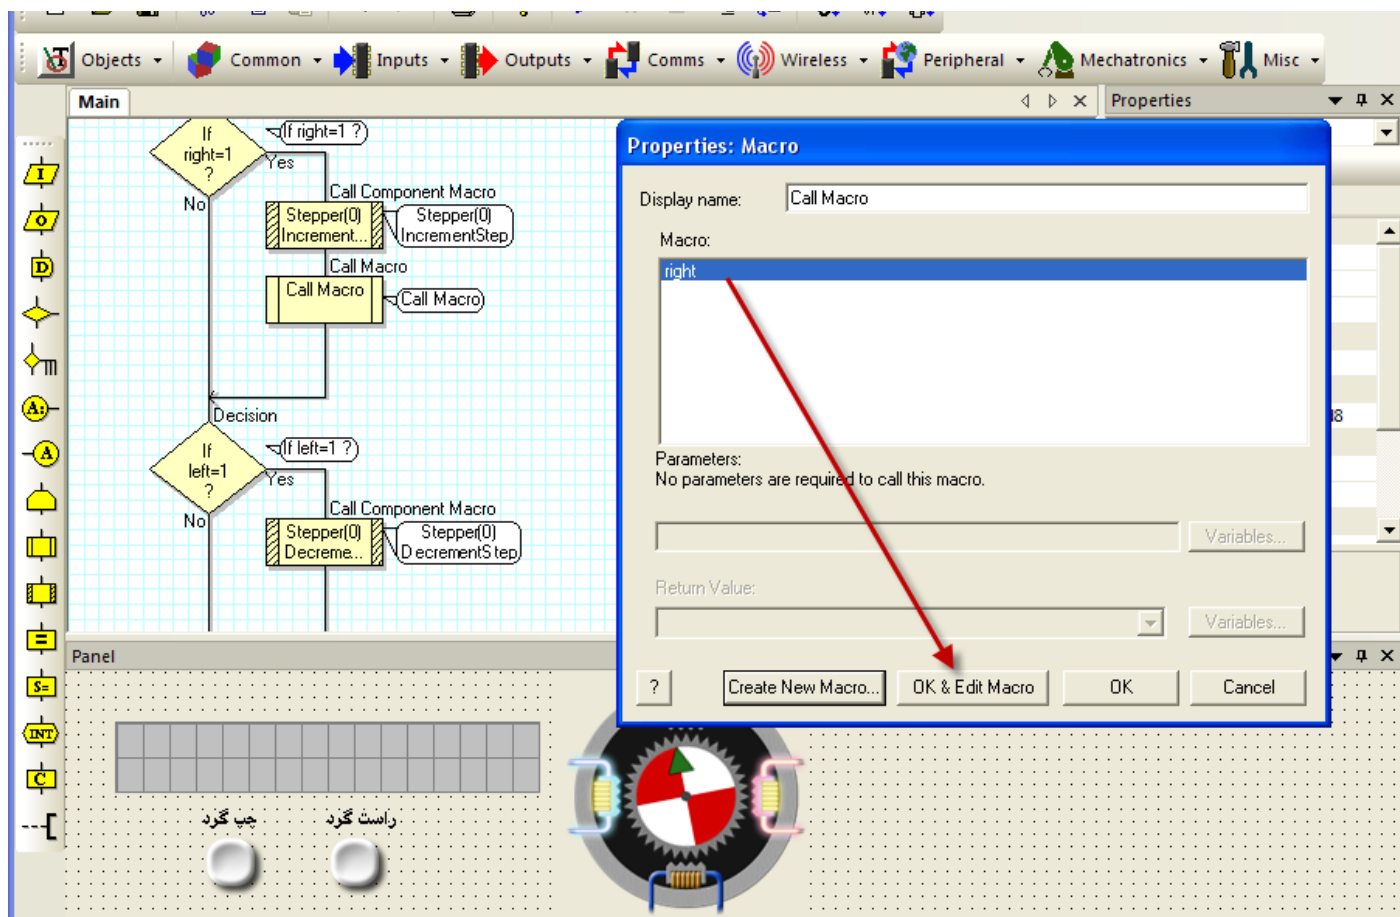 Objects Common Inputs Outputs Comms Wireless Peripheral Mechatronics Misc
Main
Properties
If
right=1
?
If right=1 ?
Yes
No
Call Component Macro
Stepper(0)
Increment...
Stepper(0)
IncrementStep
Call Macro
Call Macro
Call Macro
Decision
If
left=1
?
If left=1 ?
Yes
No
Call Component Macro
Stepper(0)
Decreme...
Stepper(0)
DecrementStep
I
O
D
A:
A
=
S=
INT
C
Properties: Macro
Display name: Call Macro
Macro:
right
Parameters:
No parameters are required to call this macro.
Variables...
Return Value:
Variables...
? Create New Macro... OK & Edit Macro OK Cancel
Panel
چپ گرد
راست گرد